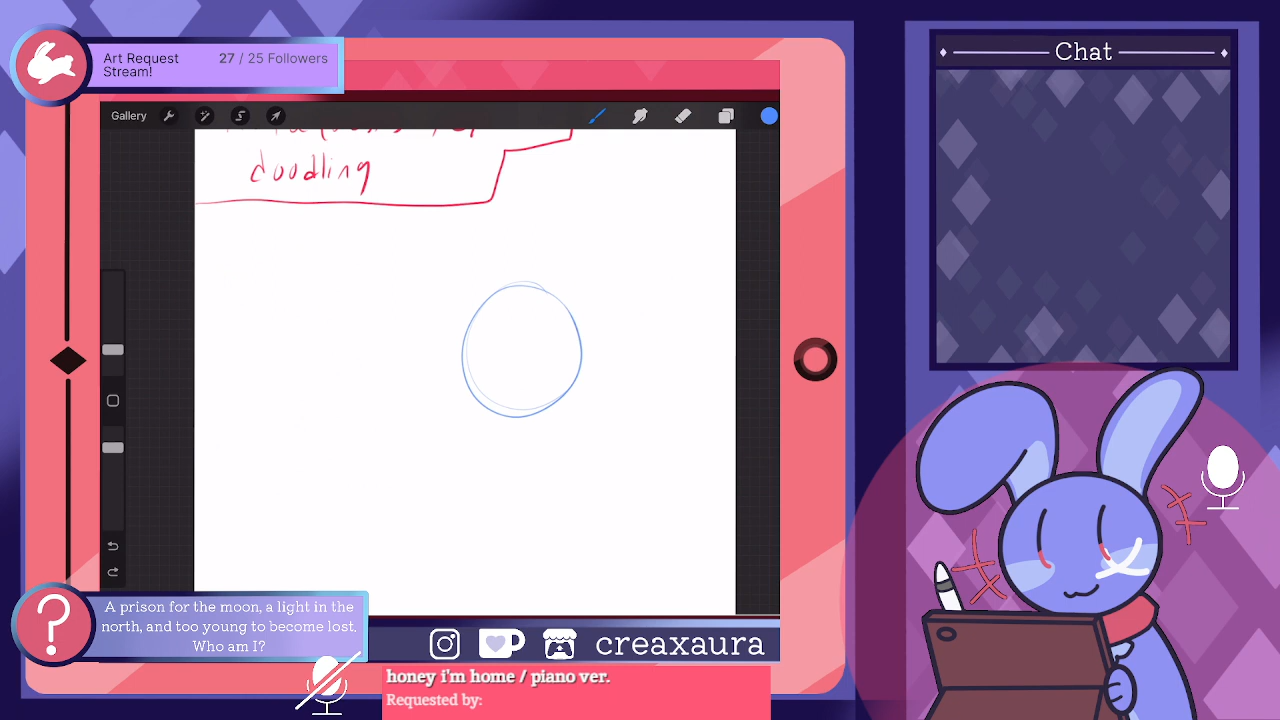 Art Request
Stream!
27 / 25 Followers
Chat
Gallery
doodling
A prison for the moon, a light in the
north, and too young to become lost.
Who am I?
creaxaura
honey i'm home / piano ver.
Requested by: